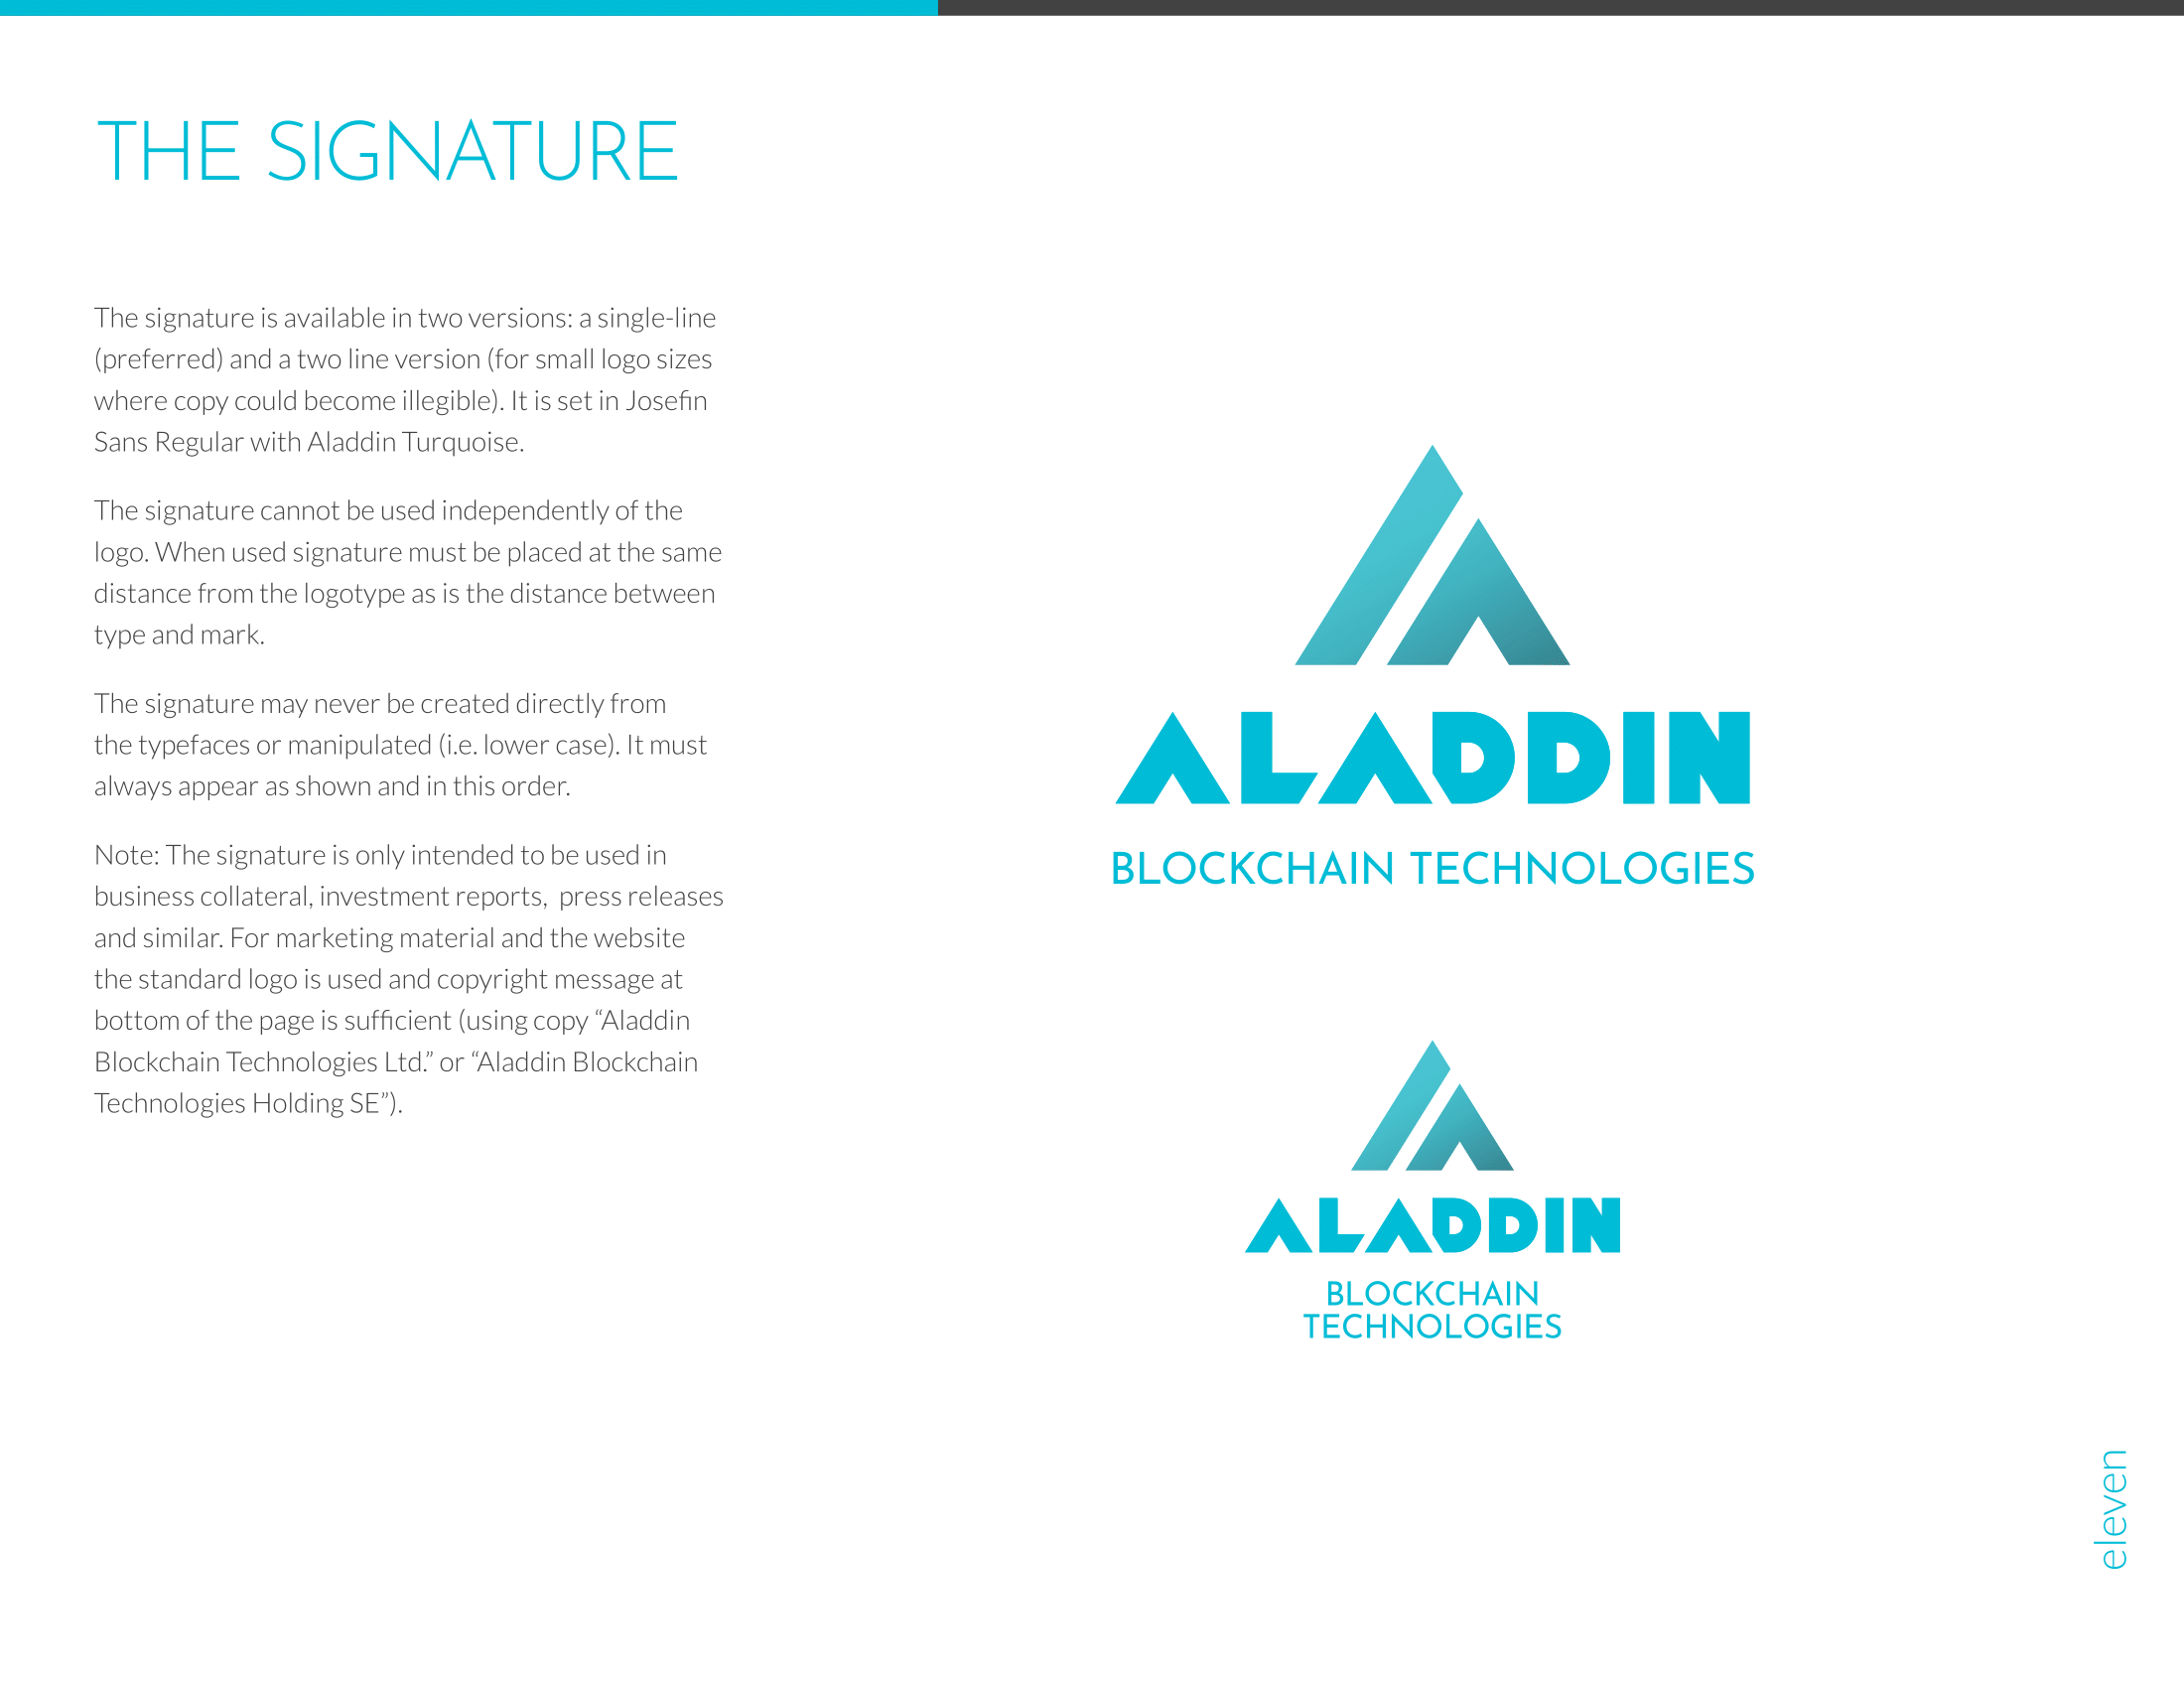 THE SIGNATURE
The signature is available in two versions: a single-line
(preferred) and a two line version (for small logo sizes
where copy could become illegible). It is set in Josefin
Sans Regular with Aladdin Turquoise.
The signature cannot be used independently of the
logo. When used signature must be placed at the same
distance from the logotype as is the distance between
type and mark.
The signature may never be created directly from
the typefaces or manipulated (i.e. lower case). It must
always appear as shown and in this order.
Note: The signature is only intended to be used in
business collateral, investment reports,  press releases
and similar. For marketing material and the website
the standard logo is used and copyright message at
bottom of the page is sufficient (using copy “Aladdin
Blockchain Technologies Ltd.” or “Aladdin Blockchain
Technologies Holding SE”).
ALADDIN
BLOCKCHAIN TECHNOLOGIES
ALADDIN
BLOCKCHAIN
TECHNOLOGIES
eleven